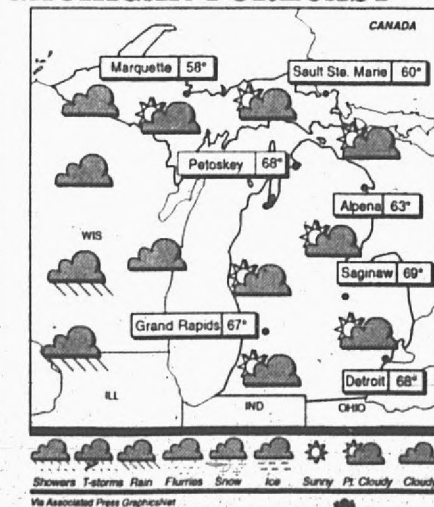 CANADA
Marquette 58°
Sault Ste. Marie 60°
Petoskey 68°
Alpena 63°
WIS
Saginaw 69°
Grand Rapids 67°
Detroit 68°
ILL
IND
OHIO
Showers T-storms Rain Flurries Snow Ice Sunny Pt. Cloudy Cloudy
Via Associated Press GraphicsNet